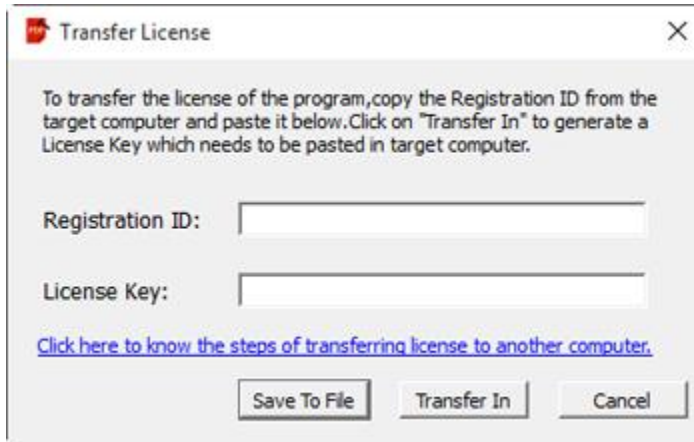 Transfer License
To transfer the license of the program,copy the Registration ID from the
target computer and paste it below.Click on "Transfer In" to generate a
License Key which needs to be pasted in target computer.
Registration ID:
License Key:
Click here to know the steps of transferring license to another computer.
Save To File Transfer In Cancel